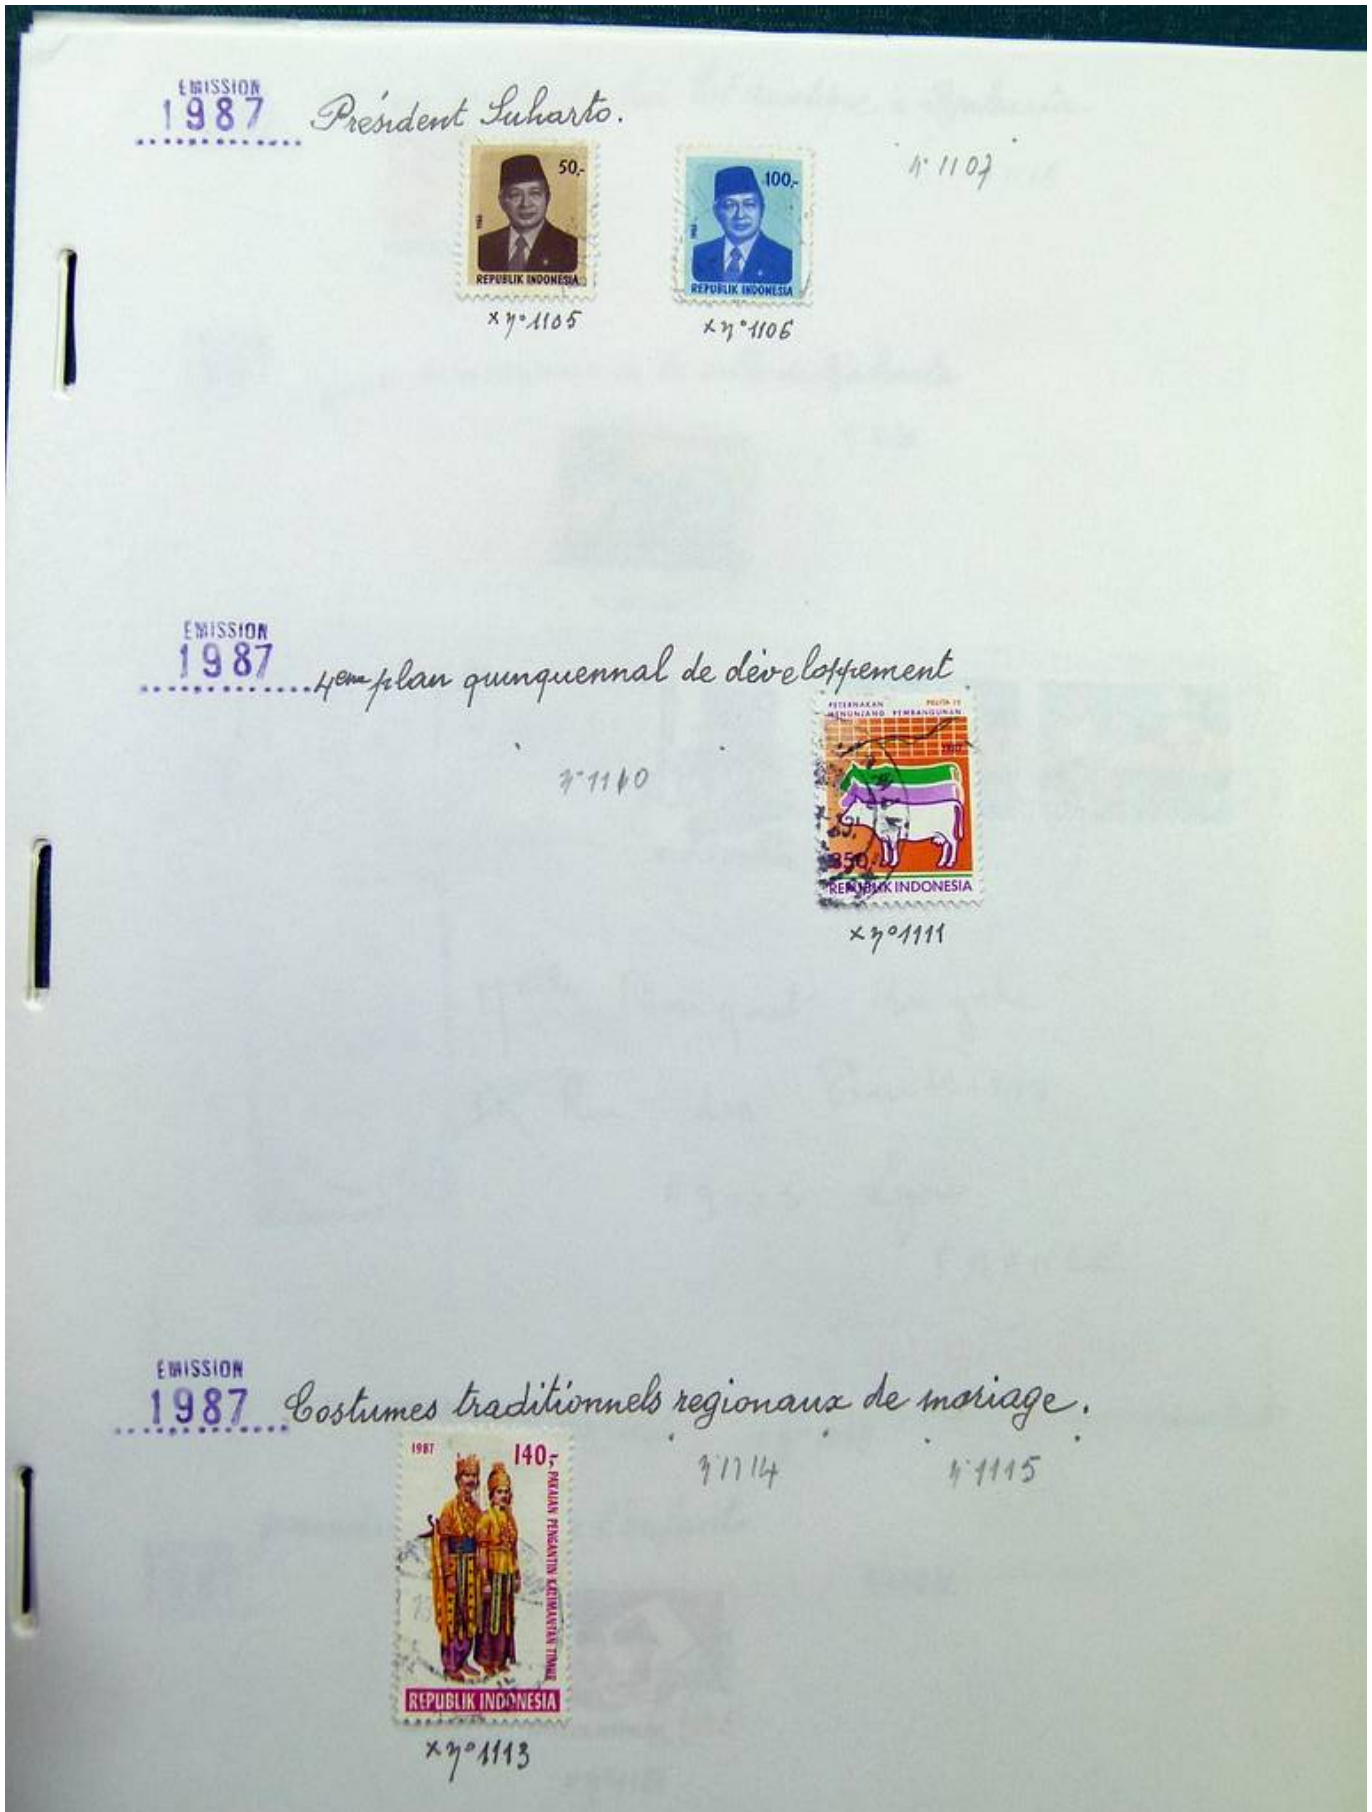 EMISSION
1987 Président Suharto.
50,-
REPUBLIK INDONESIA
100,-
REPUBLIK INDONESIA
n° 1107
x n° 1105
x n° 1106
EMISSION
1987 4eme plan quinquennal de développement
PETERNAKAN PELITA IV
MENUNJANG PEMBANGUNAN
1987
350,-
REPUBLIK INDONESIA
n° 1110
x n° 1111
EMISSION
1987 Costumes traditionnels regionaux de mariage.
1987 140,-
PAKAIAN PENGANTIN KALIMANTAN TIMUR
REPUBLIK INDONESIA
n° 1114
n° 1115
x n° 1113